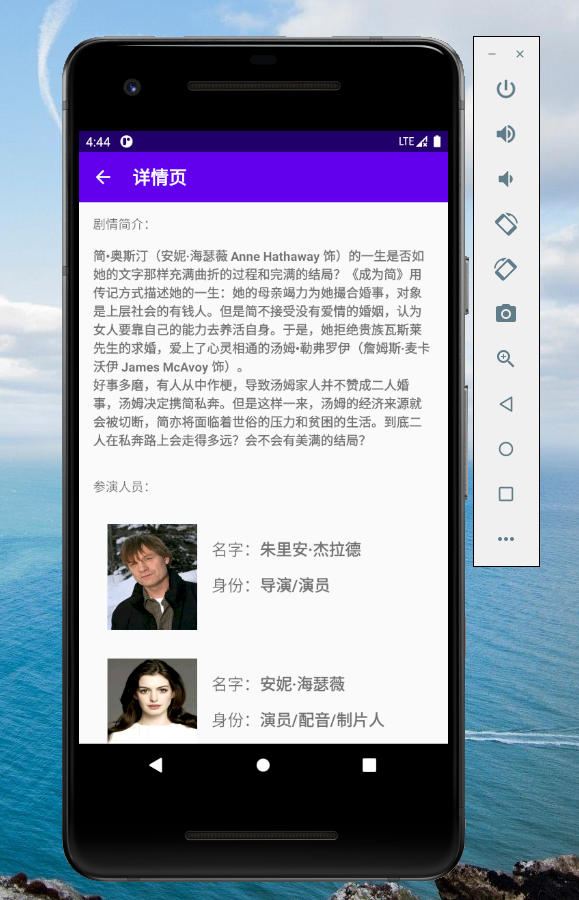 4:44
LTE
详情页
剧情简介：
简•奥斯汀（安妮·海瑟薇 Anne Hathaway 饰）的一生是否如
她的文字那样充满曲折的过程和完满的结局？《成为简》用
传记方式描述她的一生：她的母亲竭力为她撮合婚事，对象
是上层社会的有钱人。但是简不接受没有爱情的婚姻，认为
女人要靠自己的能力去养活自身。于是，她拒绝贵族瓦斯莱
先生的求婚，爱上了心灵相通的汤姆•勒弗罗伊（詹姆斯·麦卡
沃伊 James McAvoy 饰）。
好事多磨，有人从中作梗，导致汤姆家人并不赞成二人婚
事，汤姆决定携简私奔。但是这样一来，汤姆的经济来源就
会被切断，简亦将面临着世俗的压力和贫困的生活。到底二
人在私奔路上会走得多远？会不会有美满的结局？
参演人员：
名字：朱里安·杰拉德
身份：导演/演员
名字：安妮·海瑟薇
身份：演员/配音/制片人